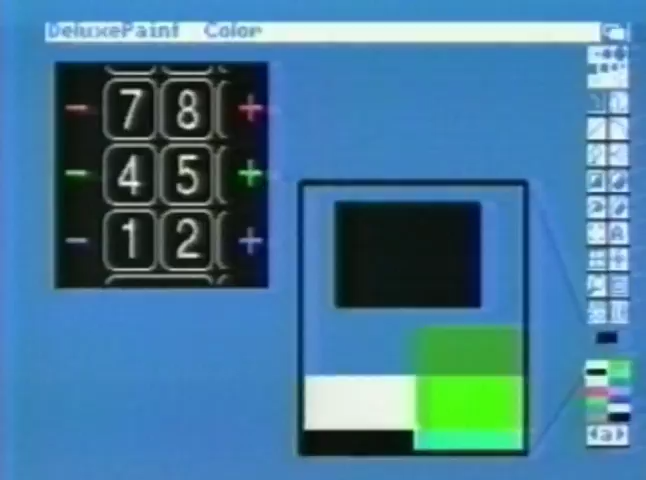 DeluxePaint Color
- 7 8 +
- 4 5 +
- 1 2 +
A
a